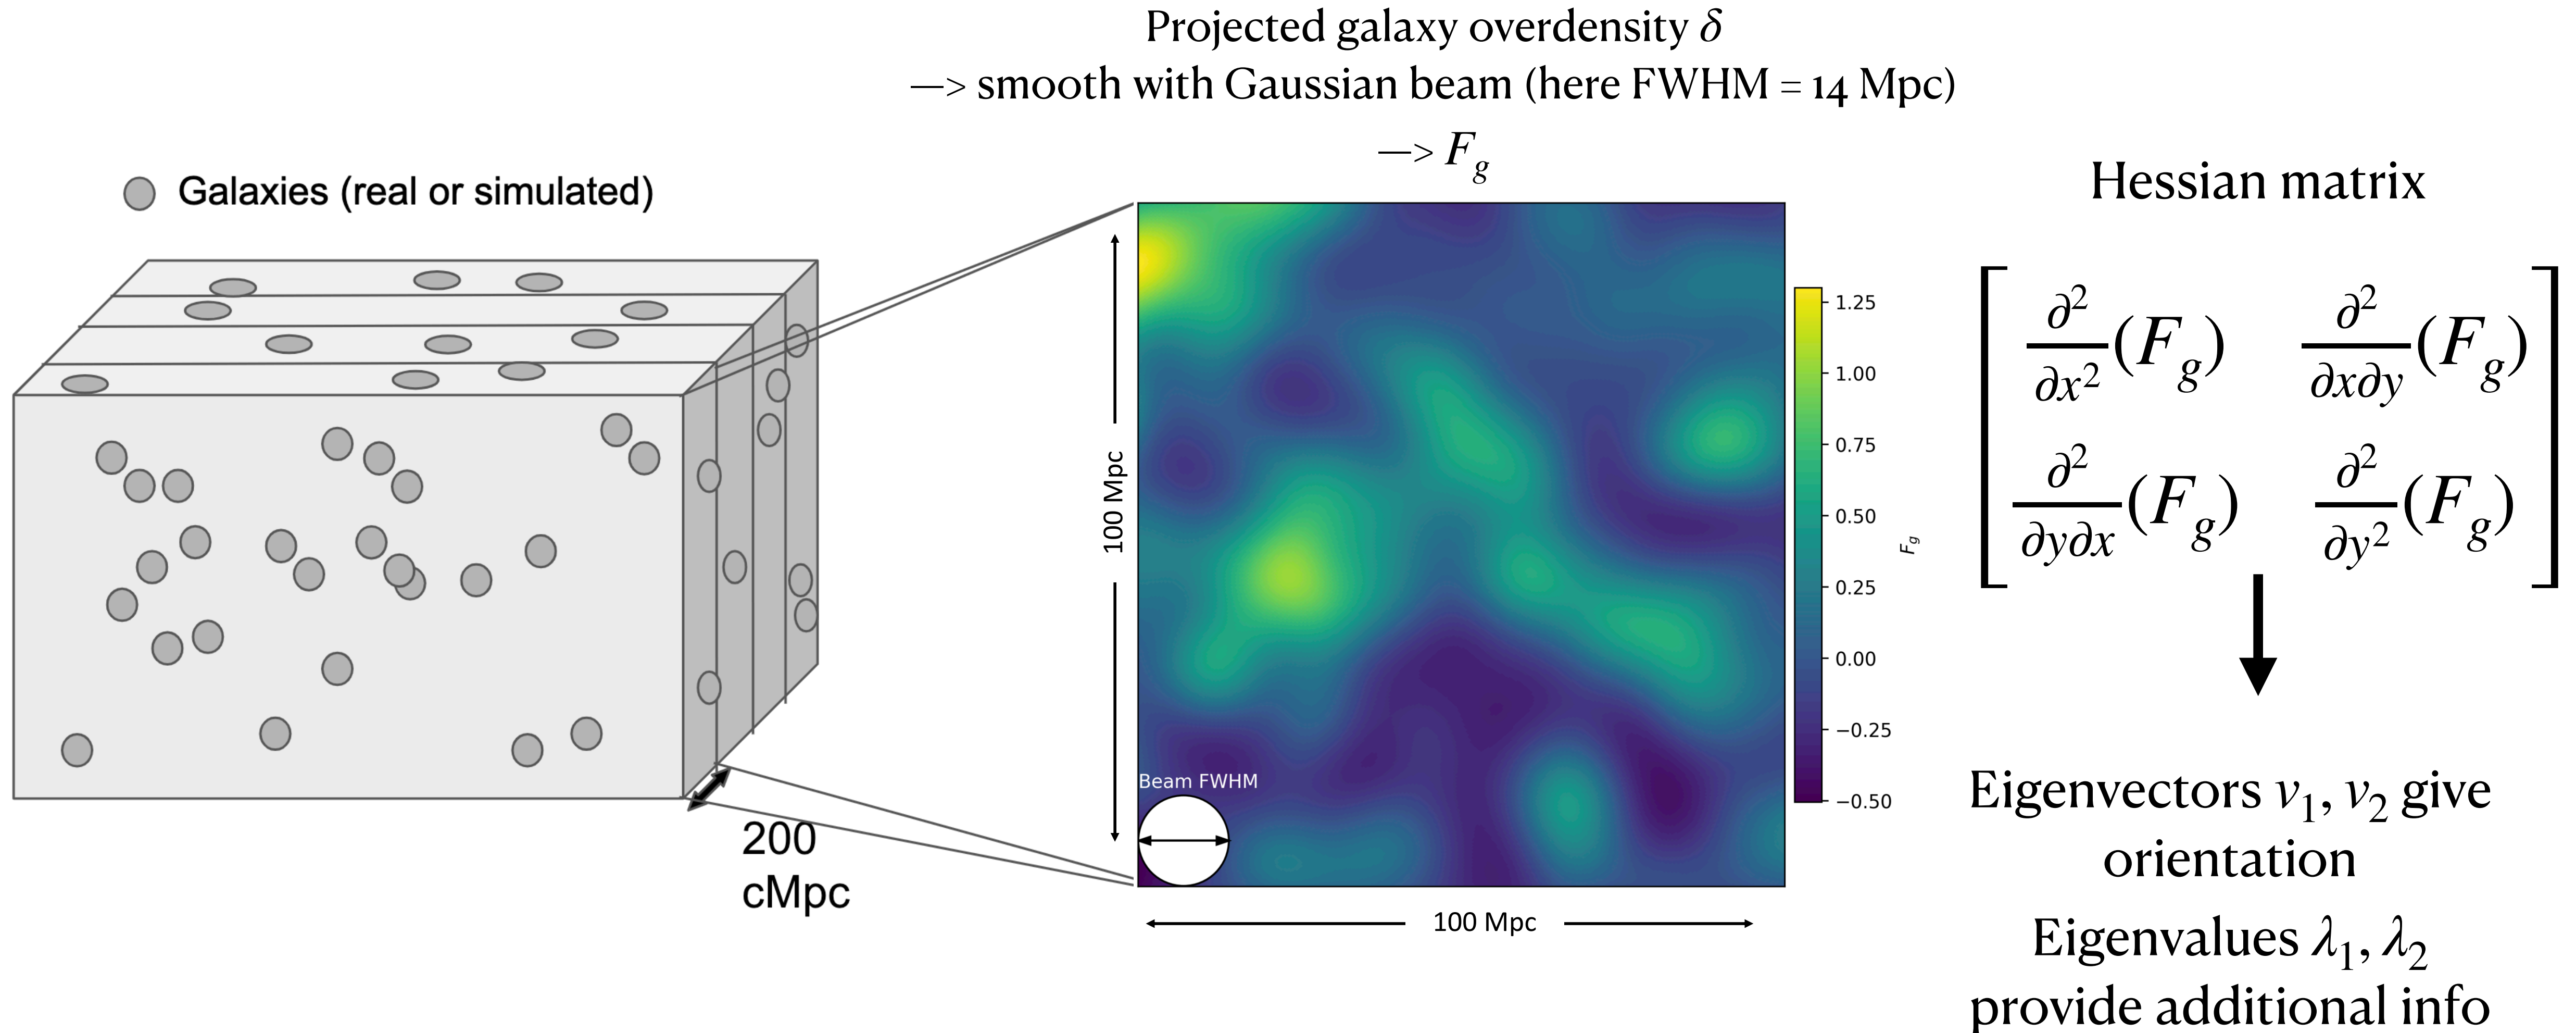 Projected galaxy overdensity δ
—> smooth with Gaussian beam (here FWHM = 14 Mpc)
—> F_g
Galaxies (real or simulated)
200
cMpc
100 Mpc
Beam FWHM
100 Mpc
1.25
1.00
0.75
0.50
0.25
0.00
−0.25
−0.50
F_g
Hessian matrix
∂²/∂x² (F_g) ∂²/∂x∂y (F_g)
∂²/∂y∂x (F_g) ∂²/∂y² (F_g)
Eigenvectors v₁, v₂ give
orientation
Eigenvalues λ₁, λ₂
provide additional info